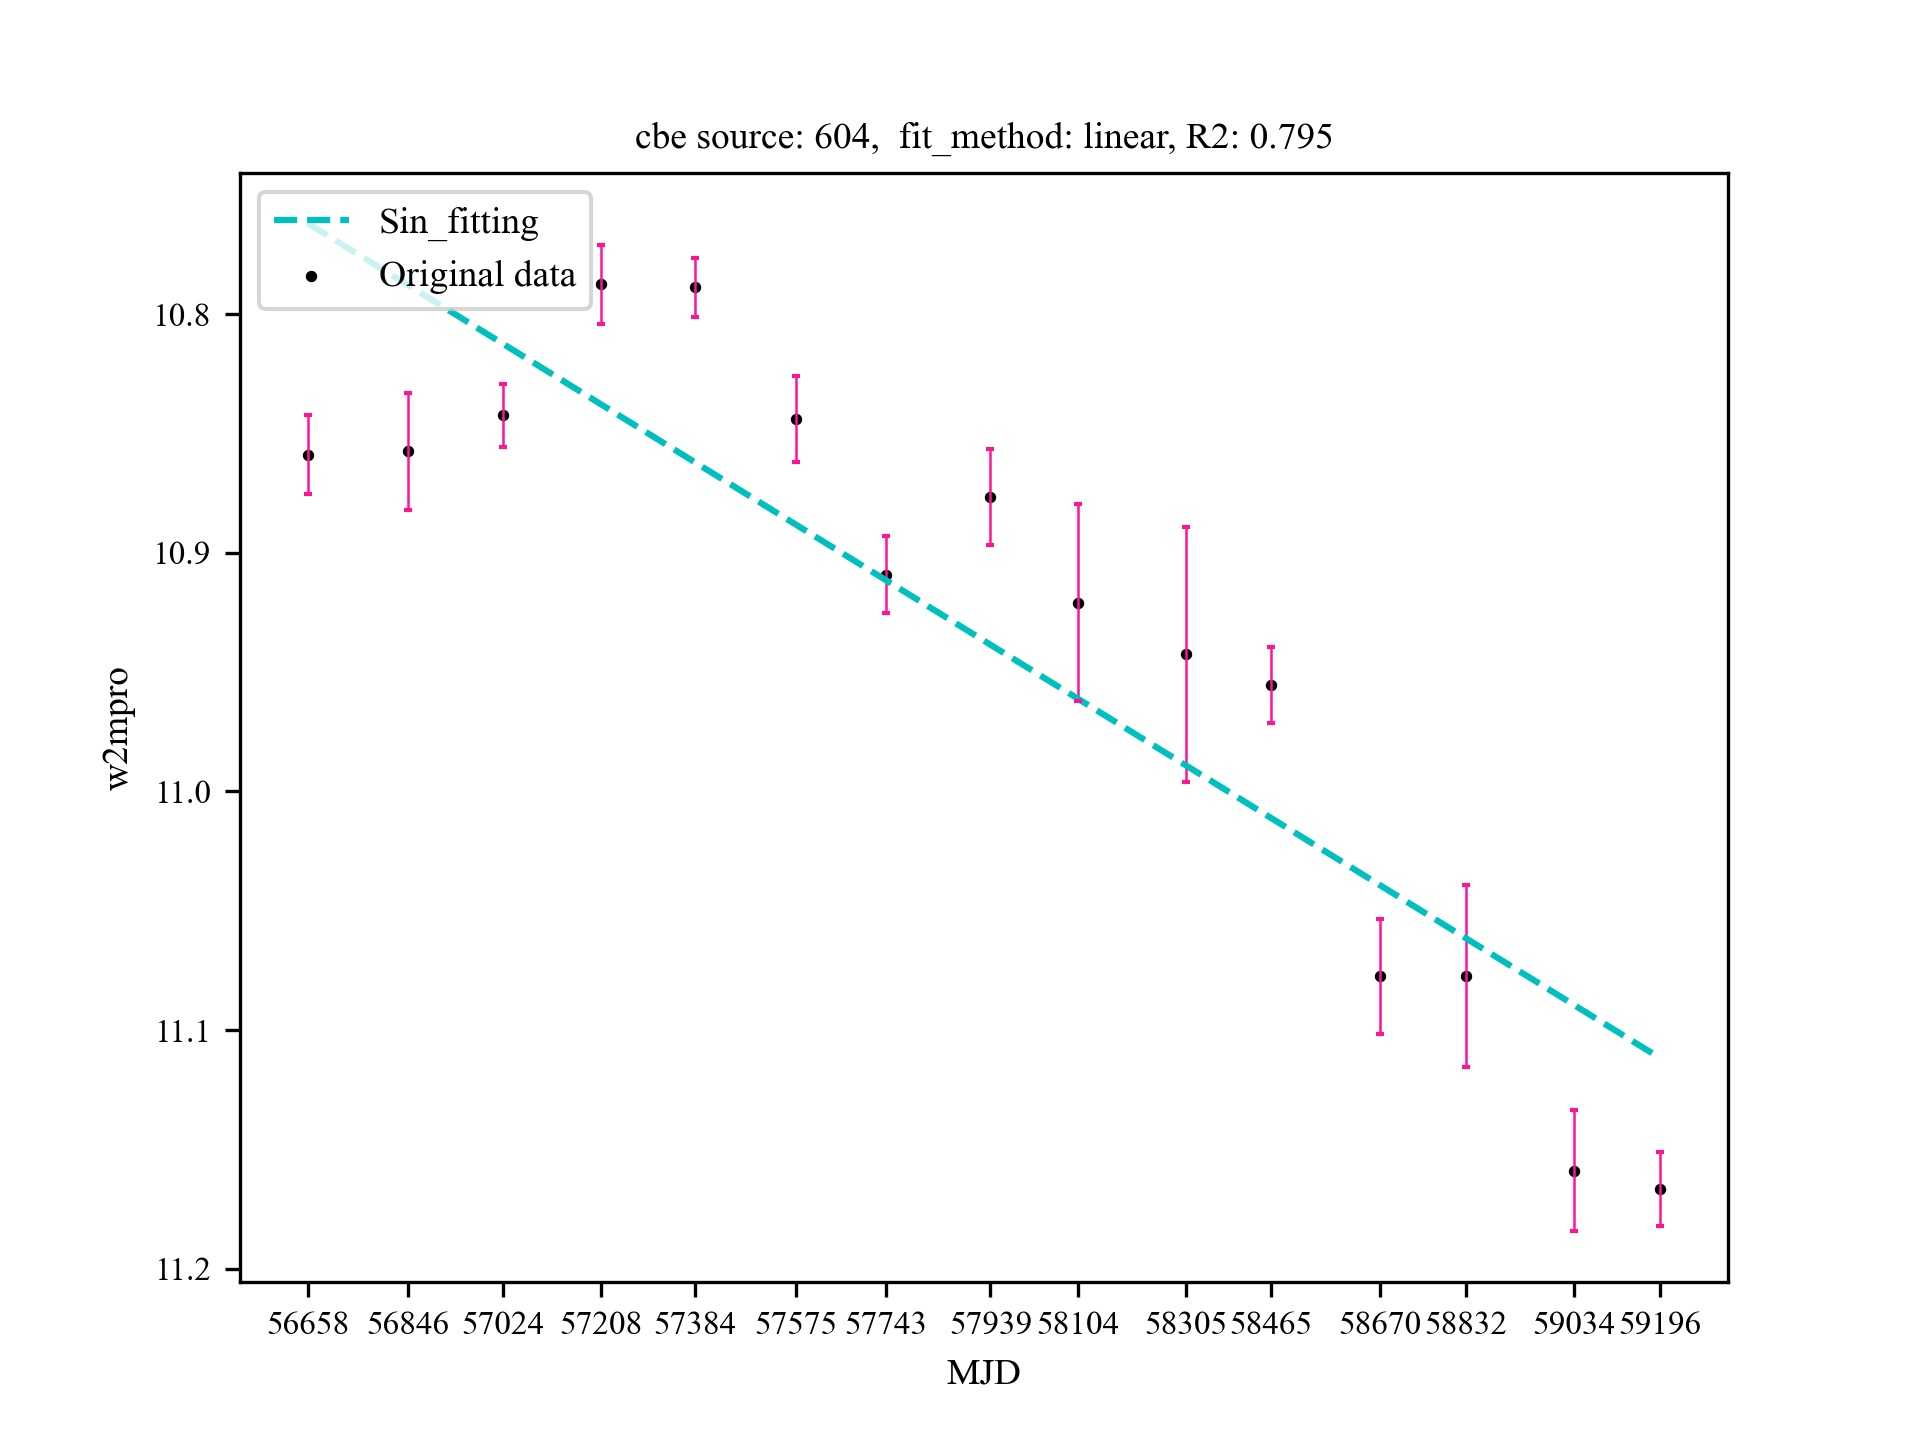 cbe source: 604,  fit_method: linear, R2: 0.795
Sin_fitting
Original data
10.8
10.9
11.0
11.1
11.2
w2mpro
56658 56846 57024 57208 57384 57575 57743 57939 58104 58305 58465 58670 58832 59034 59196
MJD